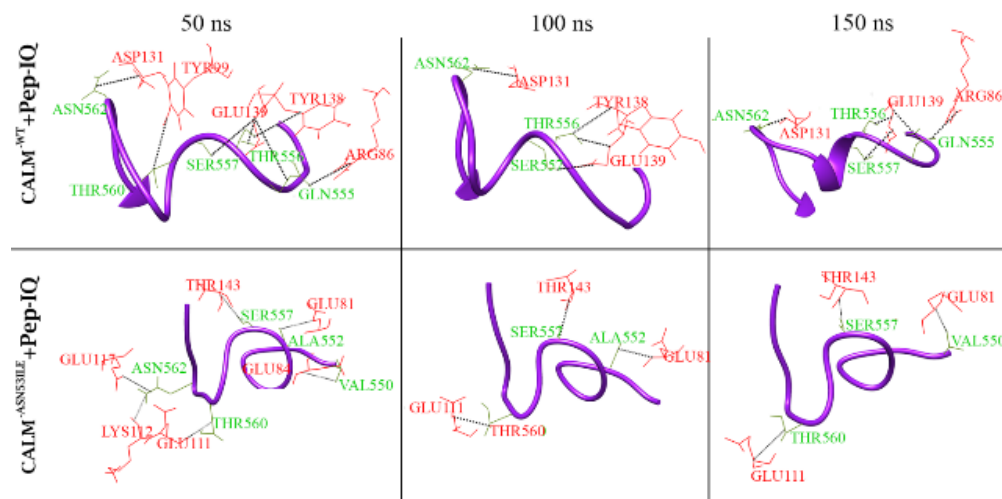 50 ns
100 ns
150 ns
CALM-WT+Pep-IQ
ASP131
TYR99
ASN562
GLU139
TYR138
THR560
SER557
THR556
ARG86
GLN555
ASN562
ASP131
TYR138
THR556
SER557
GLU139
ASN562
ASP131
THR556
GLU139
ARG86
SER557
GLN555
CALM-ASN53ILE+Pep-IQ
THR143
SER557
GLU81
ALA552
GLU84
VAL550
ASN562
THR560
LYS112
GLU111
THR143
SER557
ALA552
GLU81
GLU111
THR560
THR143
GLU81
SER557
VAL550
THR560
GLU111